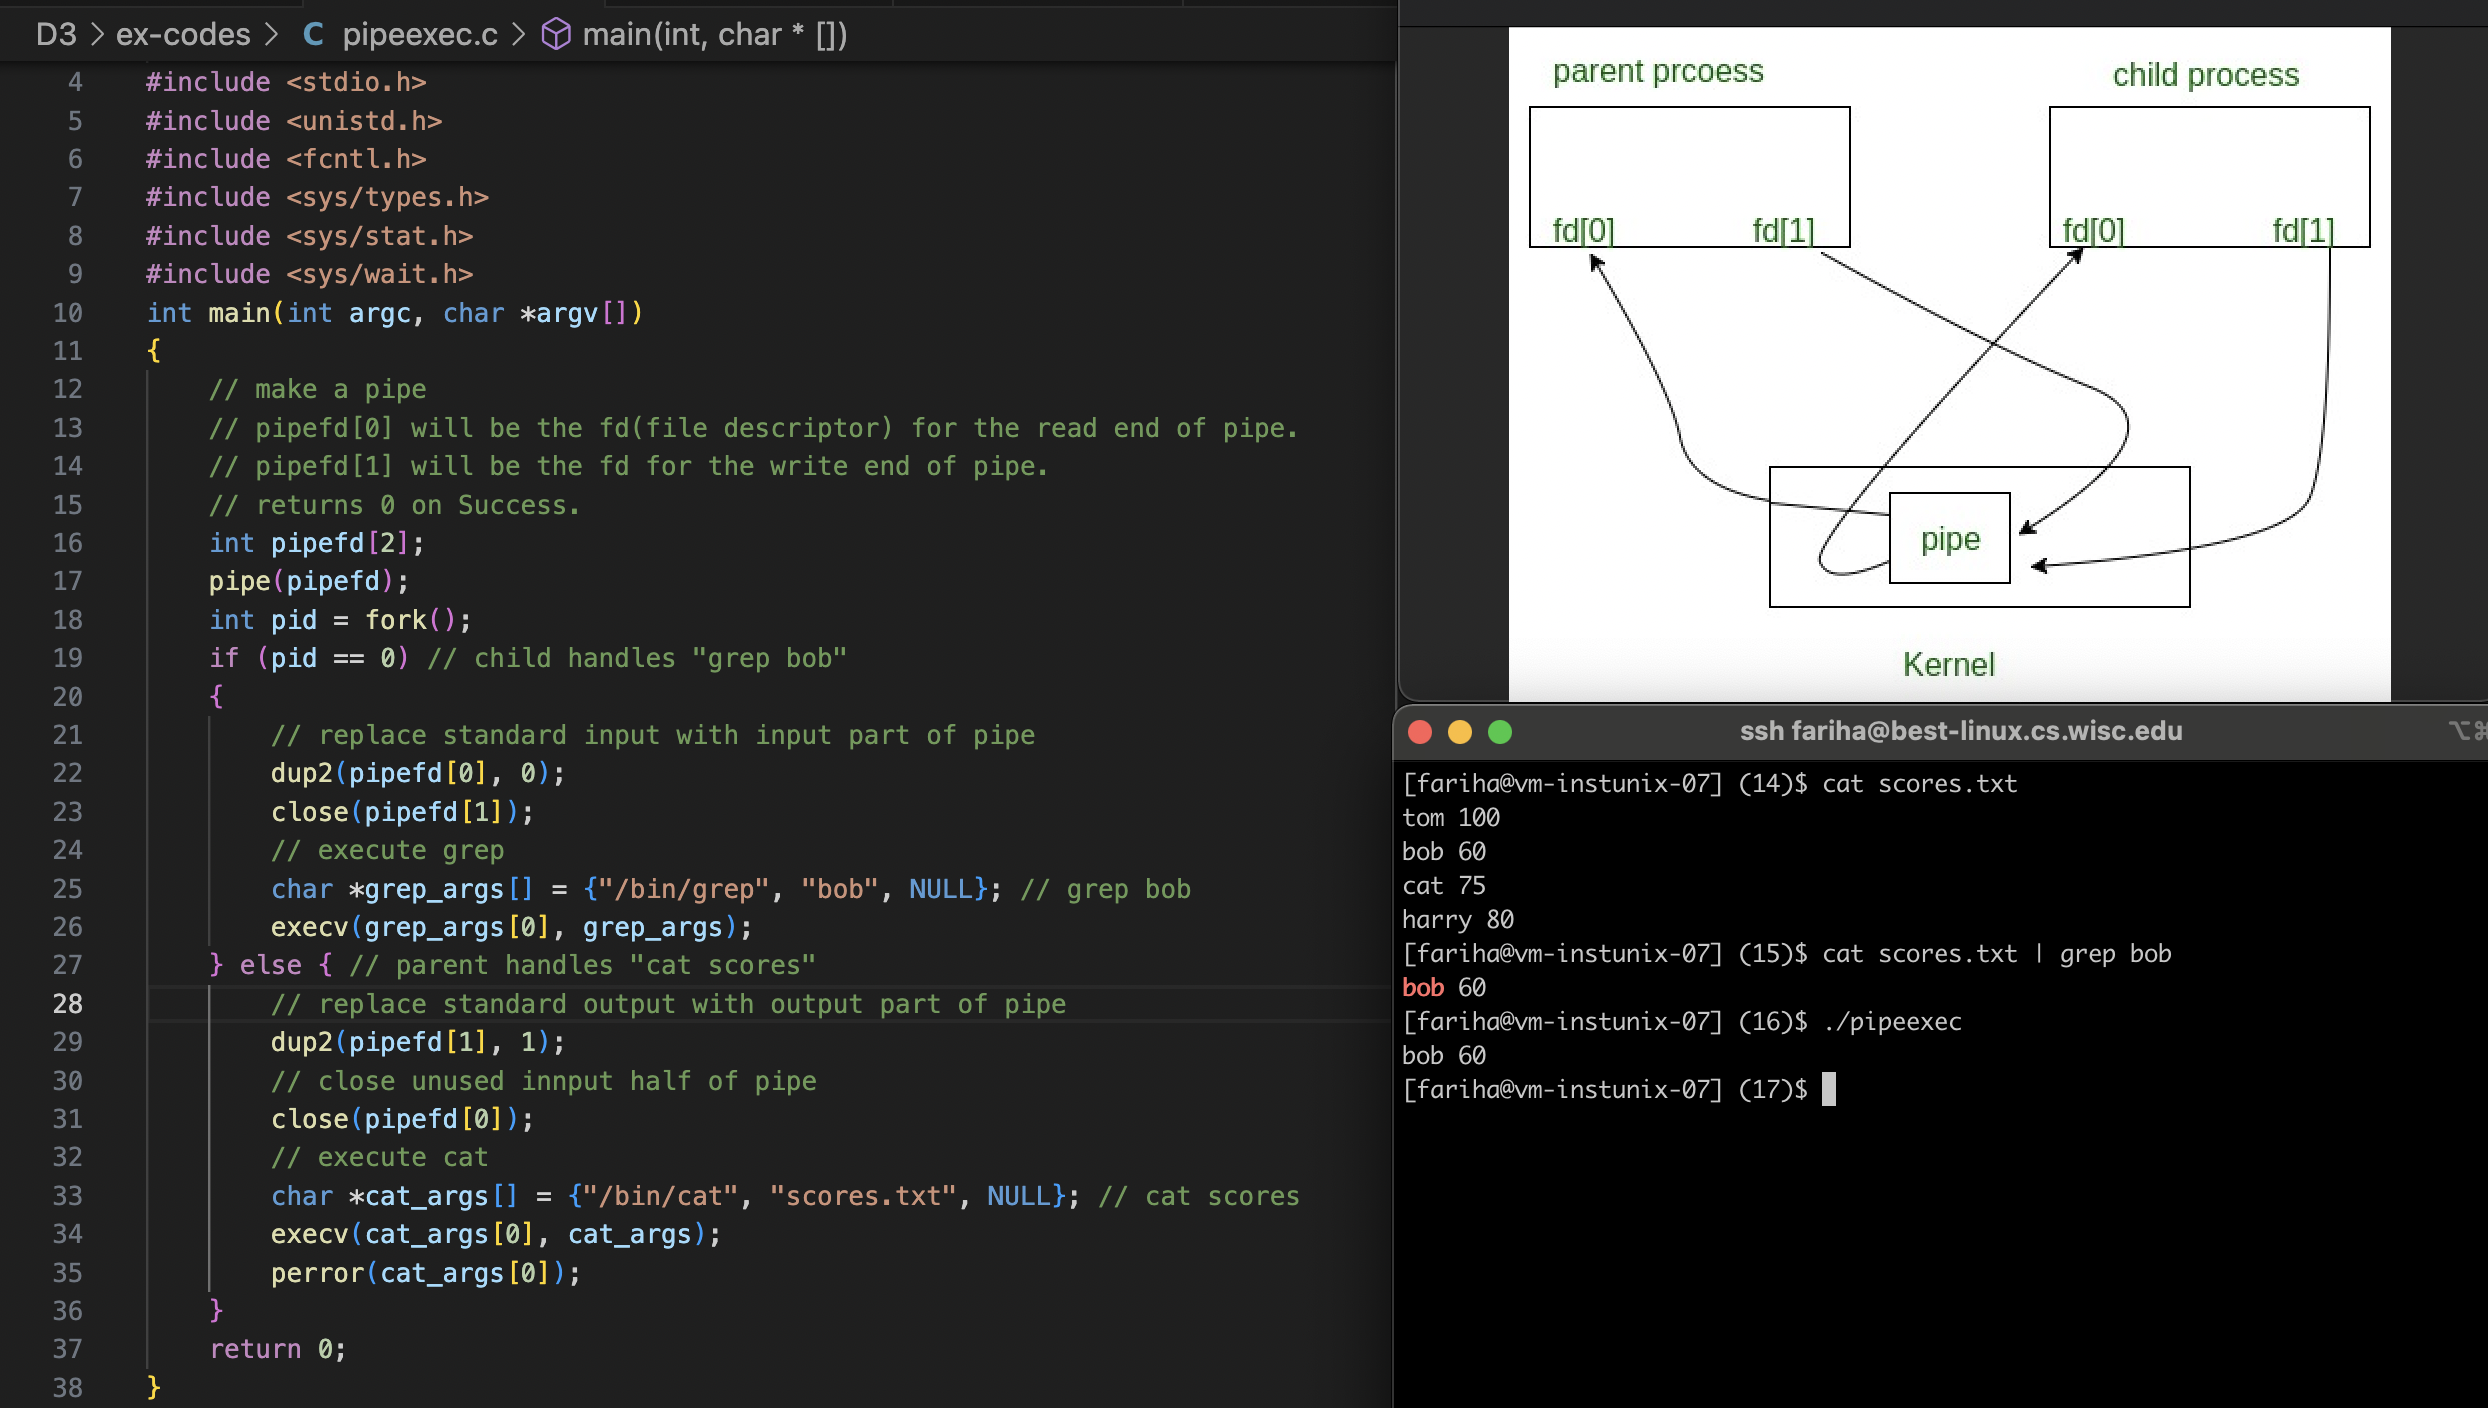 D3 > ex-codes > C pipeexec.c > main(int, char * [])
4 #include <stdio.h>
5 #include <unistd.h>
6 #include <fcntl.h>
7 #include <sys/types.h>
8 #include <sys/stat.h>
9 #include <sys/wait.h>
10 int main(int argc, char *argv[])
11 {
12 // make a pipe
13 // pipefd[0] will be the fd(file descriptor) for the read end of pipe.
14 // pipefd[1] will be the fd for the write end of pipe.
15 // returns 0 on Success.
16 int pipefd[2];
17 pipe(pipefd);
18 int pid = fork();
19 if (pid == 0) // child handles "grep bob"
20 {
21 // replace standard input with input part of pipe
22 dup2(pipefd[0], 0);
23 close(pipefd[1]);
24 // execute grep
25 char *grep_args[] = {"/bin/grep", "bob", NULL}; // grep bob
26 execv(grep_args[0], grep_args);
27 } else { // parent handles "cat scores"
28 // replace standard output with output part of pipe
29 dup2(pipefd[1], 1);
30 // close unused innput half of pipe
31 close(pipefd[0]);
32 // execute cat
33 char *cat_args[] = {"/bin/cat", "scores.txt", NULL}; // cat scores
34 execv(cat_args[0], cat_args);
35 perror(cat_args[0]);
36 }
37 return 0;
38 }
parent prcoess
child process
fd[0] fd[1]
fd[0] fd[1]
pipe
Kernel
ssh fariha@best-linux.cs.wisc.edu
[fariha@vm-instunix-07] (14)$ cat scores.txt
tom 100
bob 60
cat 75
harry 80
[fariha@vm-instunix-07] (15)$ cat scores.txt | grep bob
bob 60
[fariha@vm-instunix-07] (16)$ ./pipeexec
bob 60
[fariha@vm-instunix-07] (17)$